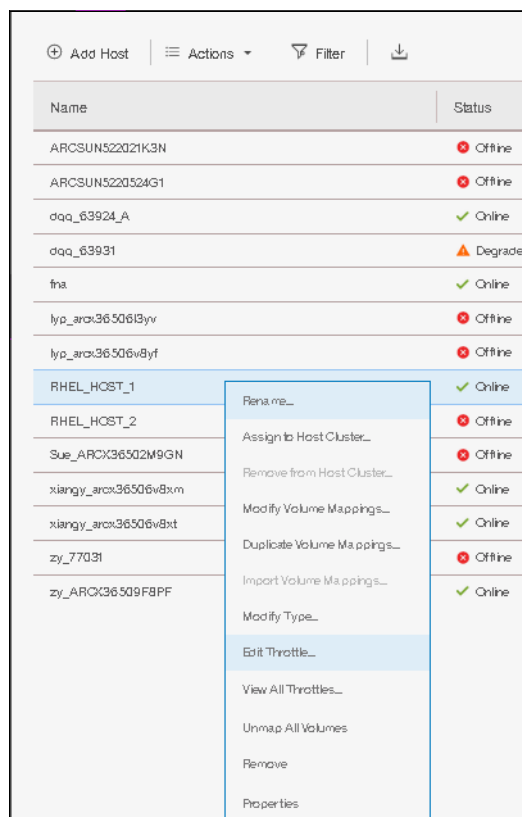 Add Host Actions Filter
Name Status
ARCSUN522021K3N Offline
ARCSUN5220524G1 Offline
dqq_63924_A Online
dqq_63931 Degrade
fna Online
lyp_arcx36506l3yv Offline
lyp_arcx36506v8yf Offline
RHEL_HOST_1 Online
Rename...
RHEL_HOST_2 Offline
Assign to Host Cluster...
Sue_ARCX36502M9GN Offline
Remove from Host Cluster...
xiangy_arcx36506v8xm Online
Modify Volume Mappings...
xiangy_arcx36506v8xt Online
Duplicate Volume Mappings...
zy_77031 Offline
Import Volume Mappings...
zy_ARCX36509F8PF Online
Modify Type...
Edit Throttle...
View All Throttles...
Unmap All Volumes
Remove
Properties